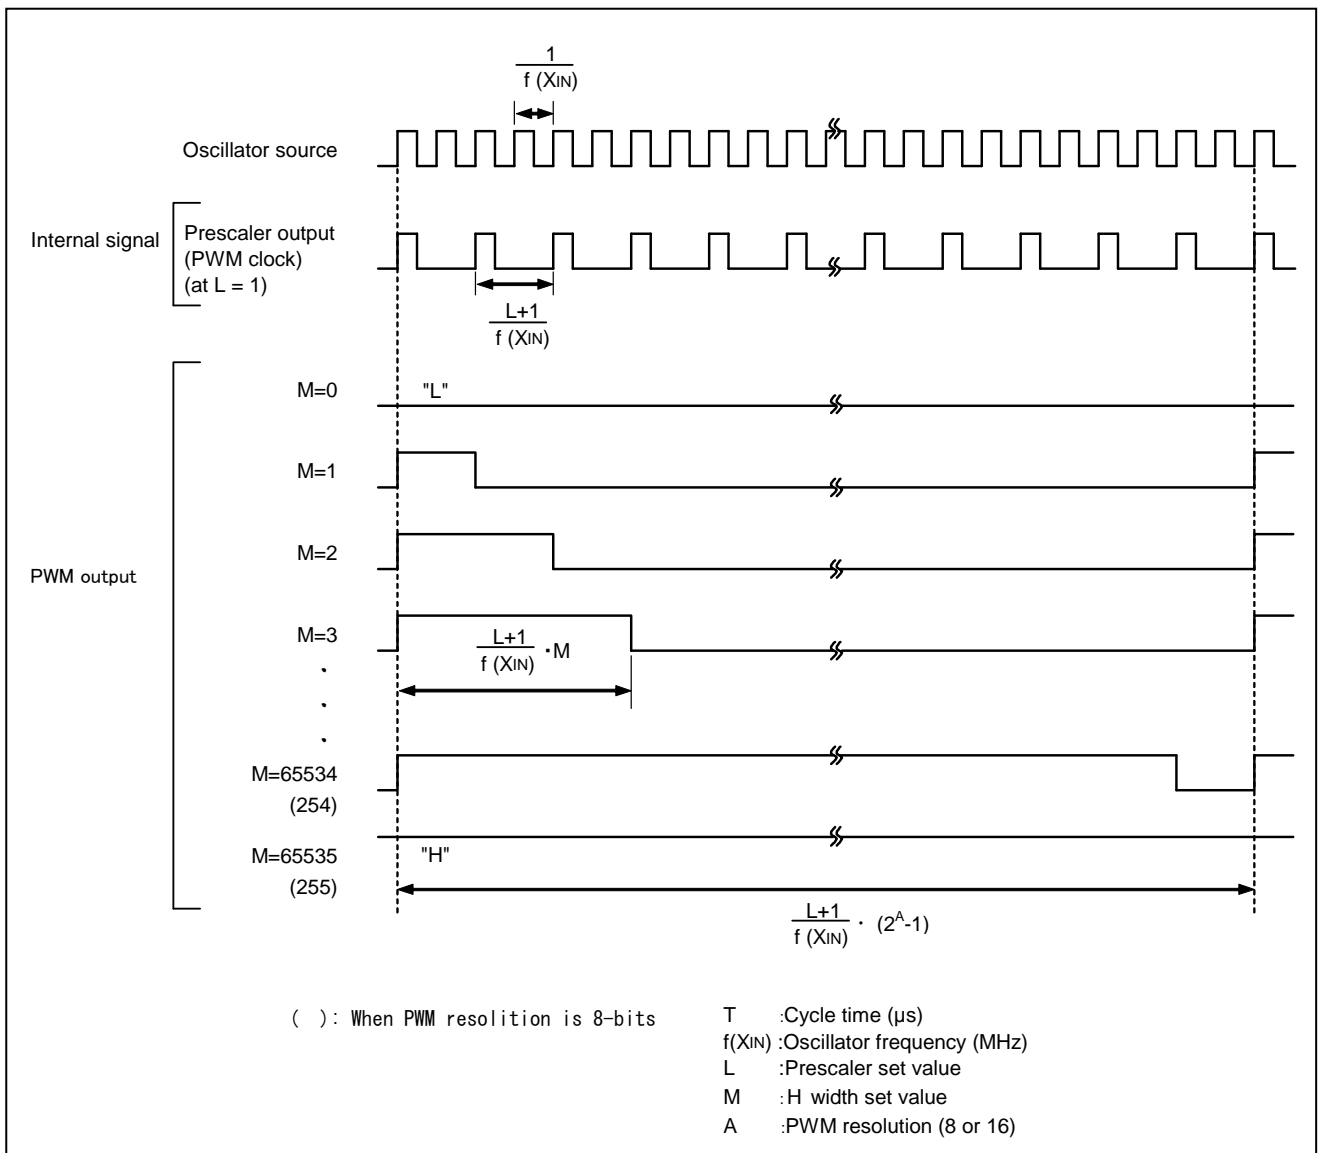 1
f (XIN)
Oscillator source
Internal signal
Prescaler output
(PWM clock)
(at L = 1)
L+1
f (XIN)
M=0
"L"
M=1
M=2
PWM output
M=3
L+1
f (XIN)
・M
・
・
・
M=65534
(254)
M=65535
(255)
"H"
L+1
f (XIN)
・ (2^A-1)
( ): When PWM resolition is 8-bits
T :Cycle time (μs)
f(XIN) :Oscillator frequency (MHz)
L :Prescaler set value
M :H width set value
A :PWM resolution (8 or 16)